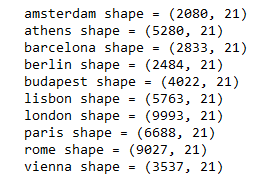 amsterdam shape = (2080, 21)
athens shape = (5280, 21)
barcelona shape = (2833, 21)
berlin shape = (2484, 21)
budapest shape = (4022, 21)
lisbon shape = (5763, 21)
london shape = (9993, 21)
paris shape = (6688, 21)
rome shape = (9027, 21)
vienna shape = (3537, 21)